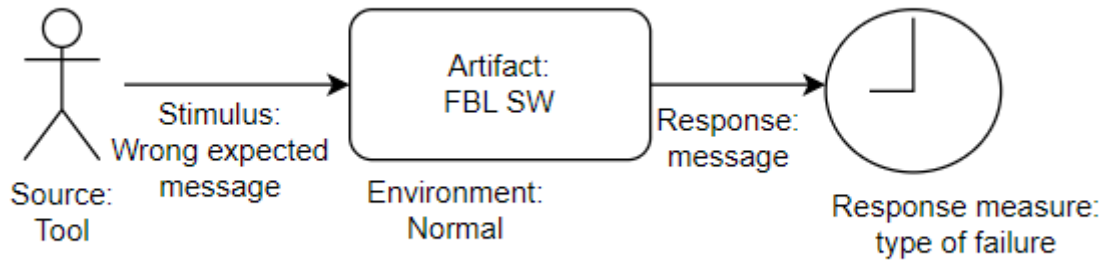 Artifact:
FBL SW
Stimulus:
Wrong expected
message
Response:
message
Source:
Tool
Environment:
Normal
Response measure:
type of failure